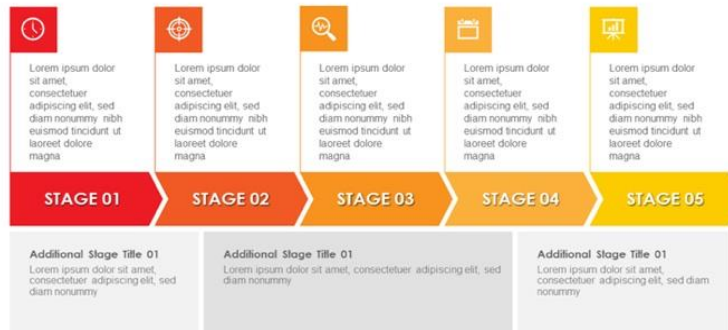 Lorem ipsum dolor
sit amet,
consectetuer
adipiscing elit, sed
diam nonummy nibh
euismod tincidunt ut
laoreet dolore
magna
Lorem ipsum dolor
sit amet,
consectetuer
adipiscing elit, sed
diam nonummy nibh
euismod tincidunt ut
laoreet dolore
magna
Lorem ipsum dolor
sit amet,
consectetuer
adipiscing elit, sed
diam nonummy nibh
euismod tincidunt ut
laoreet dolore
magna
Lorem ipsum dolor
sit amet,
consectetuer
adipiscing elit, sed
diam nonummy nibh
euismod tincidunt ut
laoreet dolore
magna
Lorem ipsum dolor
sit amet,
consectetuer
adipiscing elit, sed
diam nonummy nibh
euismod tincidunt ut
laoreet dolore
magna
STAGE 01
STAGE 02
STAGE 03
STAGE 04
STAGE 05
Additional Stage Title 01
Lorem ipsum dolor sit amet,
consectetuer adipiscing elit, sed
diam nonummy
Additional Stage Title 01
Lorem ipsum dolor sit amet, consectetuer adipiscing elit, sed
diam nonummy
Additional Stage Title 01
Lorem ipsum dolor sit amet,
consectetuer adipiscing elit, sed diam
nonummy